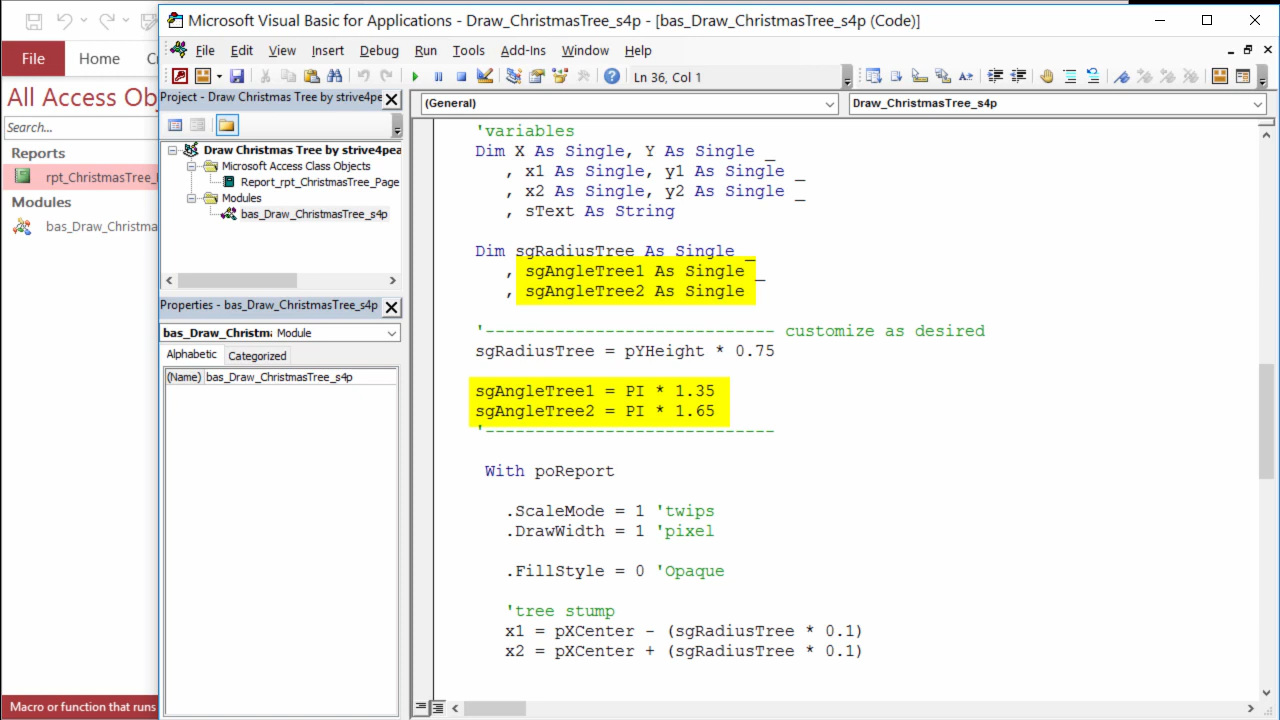 Microsoft Visual Basic for Applications - Draw_ChristmasTree_s4p - [bas_Draw_ChristmasTree_s4p (Code)]
File Home
File Edit View Insert Debug Run Tools Add-Ins Window Help
Ln 36, Col 1
All Access Ob
Search...
Reports
rpt_ChristmasTree_
Modules
bas_Draw_Christma
Macro or function that runs
Project - Draw Christmas Tree by strive4pe
Draw Christmas Tree by strive4pea
Microsoft Access Class Objects
Report_rpt_ChristmasTree_Page
Modules
bas_Draw_ChristmasTree_s4p
Properties - bas_Draw_ChristmasTree_s4p
bas_Draw_Christm Module
Alphabetic Categorized
(Name) bas_Draw_ChristmasTree_s4p
(General) Draw_ChristmasTree_s4p
'variables
Dim X As Single, Y As Single _
, x1 As Single, y1 As Single _
, x2 As Single, y2 As Single _
, sText As String
Dim sgRadiusTree As Single _
, sgAngleTree1 As Single _
, sgAngleTree2 As Single
'----------------------------- customize as desired
sgRadiusTree = pYHeight * 0.75
sgAngleTree1 = PI * 1.35
sgAngleTree2 = PI * 1.65
'-----------------------------
With poReport
.ScaleMode = 1 'twips
.DrawWidth = 1 'pixel
.FillStyle = 0 'Opaque
'tree stump
x1 = pXCenter - (sgRadiusTree * 0.1)
x2 = pXCenter + (sgRadiusTree * 0.1)